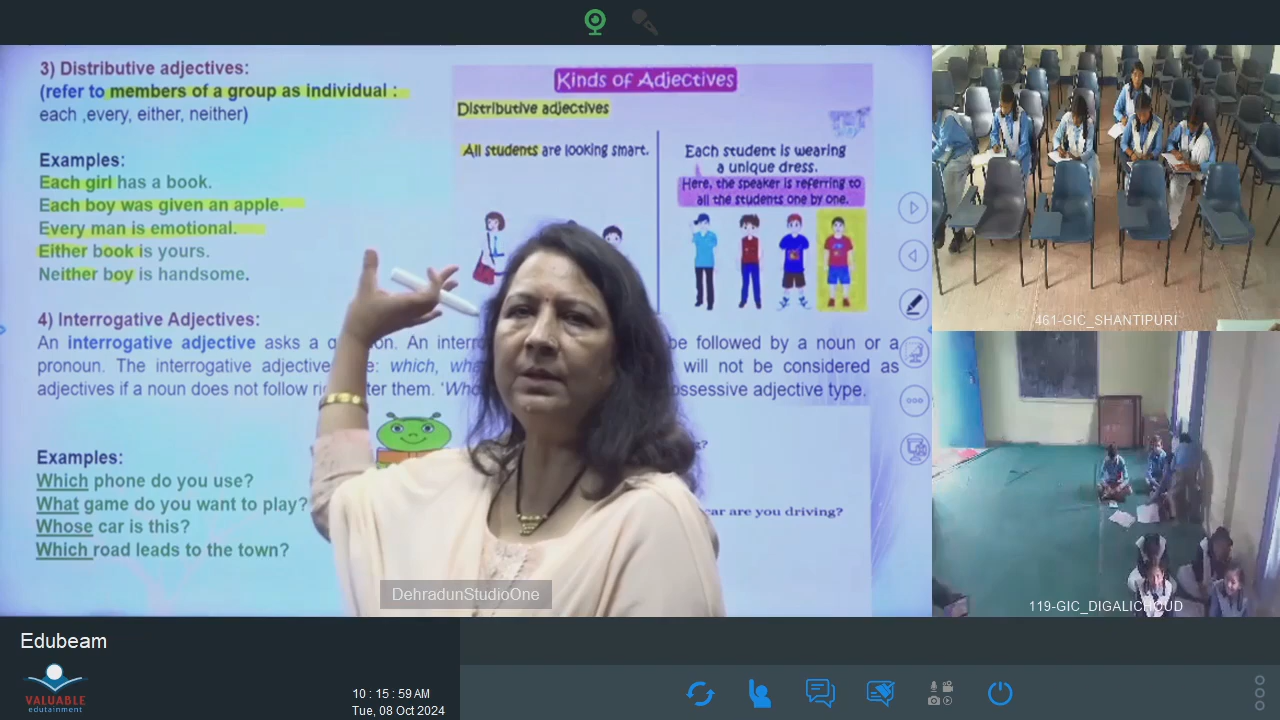 3) Distributive adjectives:
(refer to members of a group as individual :
each ,every, either, neither)
Examples:
Each girl has a book.
Each boy was given an apple.
Every man is emotional.
Either book is yours.
Neither boy is handsome.
Kinds of Adjectives
Distributive adjectives
All students are looking smart.
Each student is wearing
a unique dress.
Here, the speaker is referring to
all the students one by one.
4) Interrogative Adjectives:
An interrogative adjective asks a be followed by a noun or a
pronoun. The interrogative will not be considered as
adjectives if a noun does not follow them. adjective type.
Examples:
Which phone do you use?
What game do you want to play?
Whose car is this?
Which road leads to the town?
car are you driving?
DehradunStudioOne
461-GIC_SHANTIPURI
119-GIC_DIGALICHOUD
Edubeam
VALUABLE
edutainment
10 : 15 : 59 AM
Tue, 08 Oct 2024